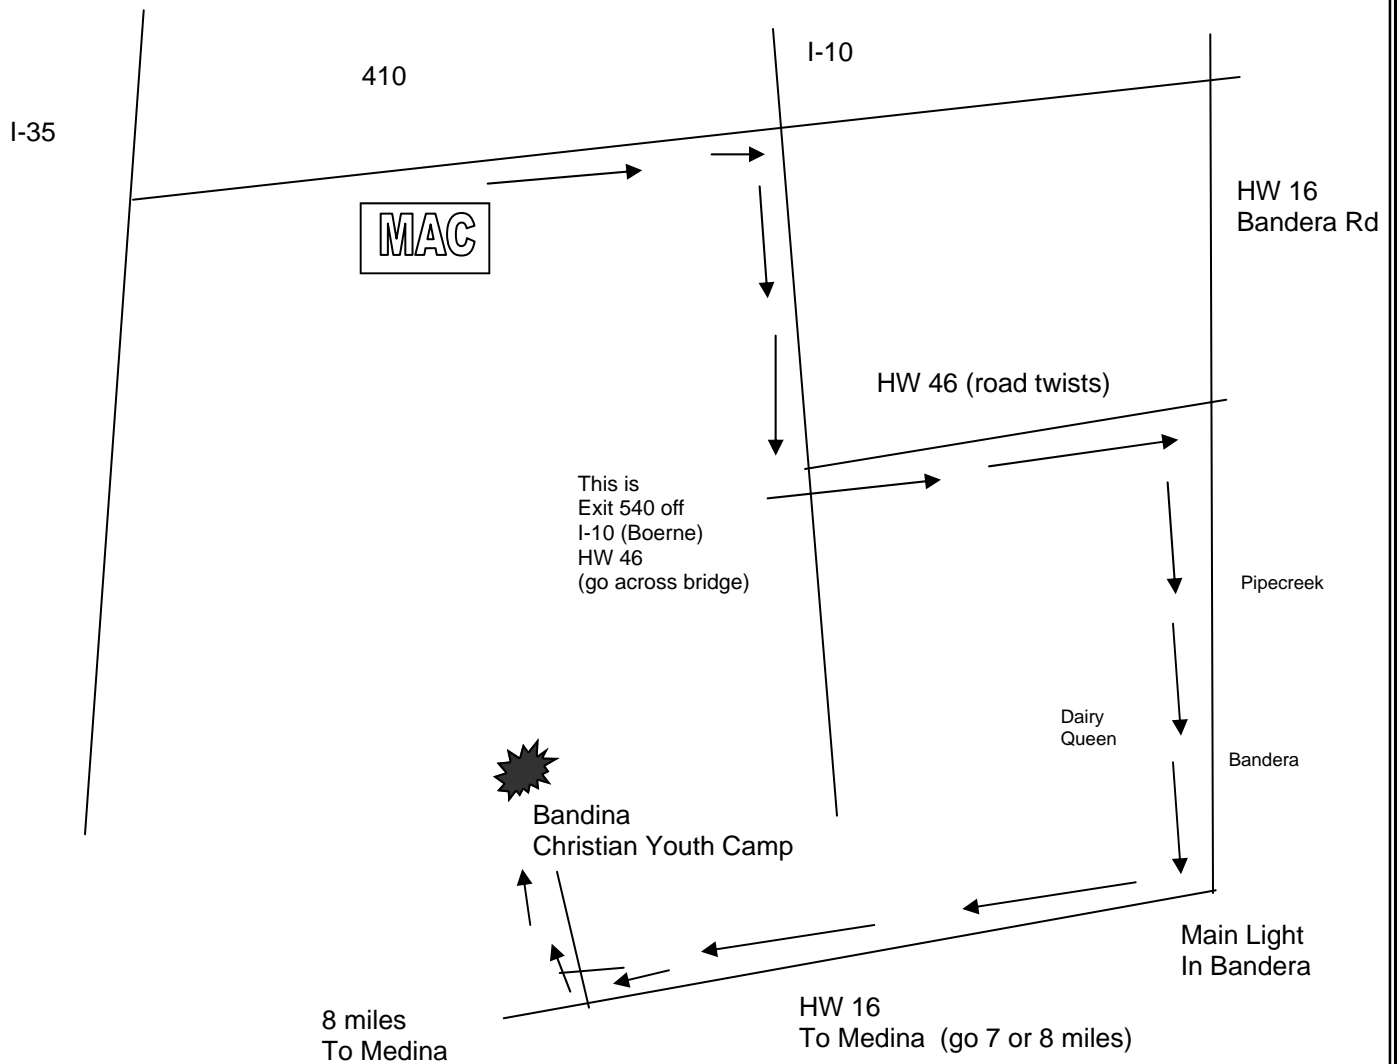 I-10
410
I-35
HW 16
Bandera Rd
MAC
HW 46 (road twists)
This is
Exit 540 off
I-10 (Boerne)
HW 46
(go across bridge)
Pipecreek
Dairy
Queen
Bandera
Bandina
Christian Youth Camp
Main Light
In Bandera
HW 16
To Medina (go 7 or 8 miles)
8 miles
To Medina